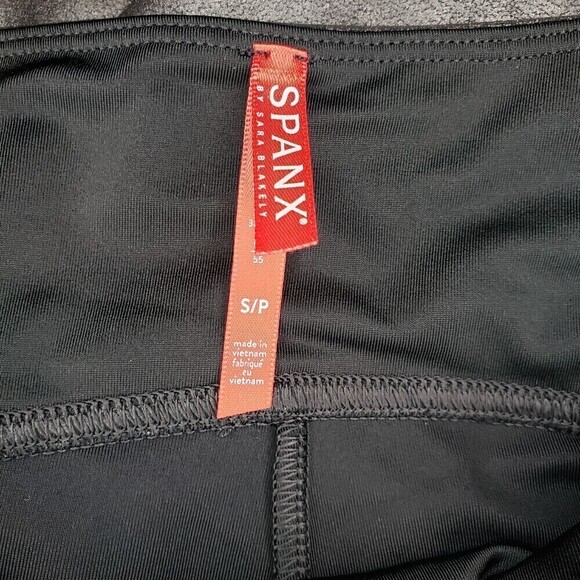 SPANX®
BY SARA BLAKELY
S/P
made in
vietnam
fabriqué
au
vietnam